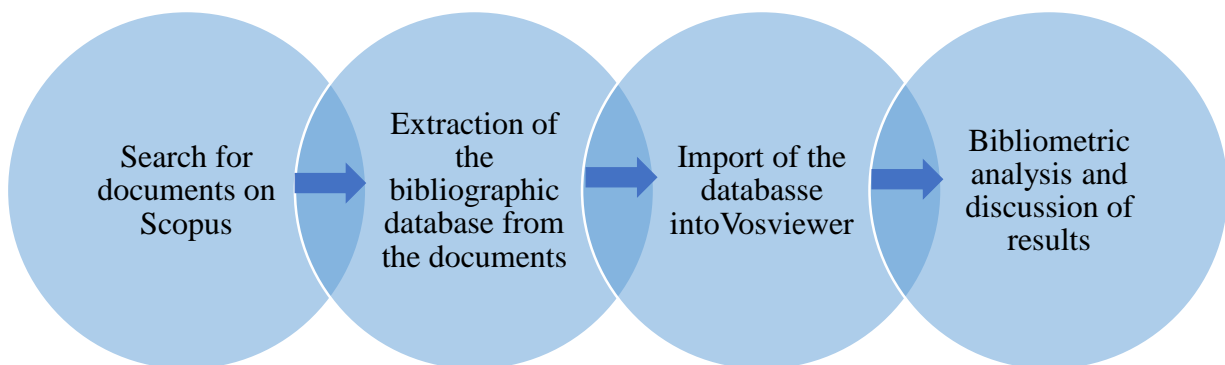 Search for
documents on
Scopus
Extraction of
the
bibliographic
database from
the documents
Import of the
databasse
intoVosviewer
Bibliometric
analysis and
discussion of
results